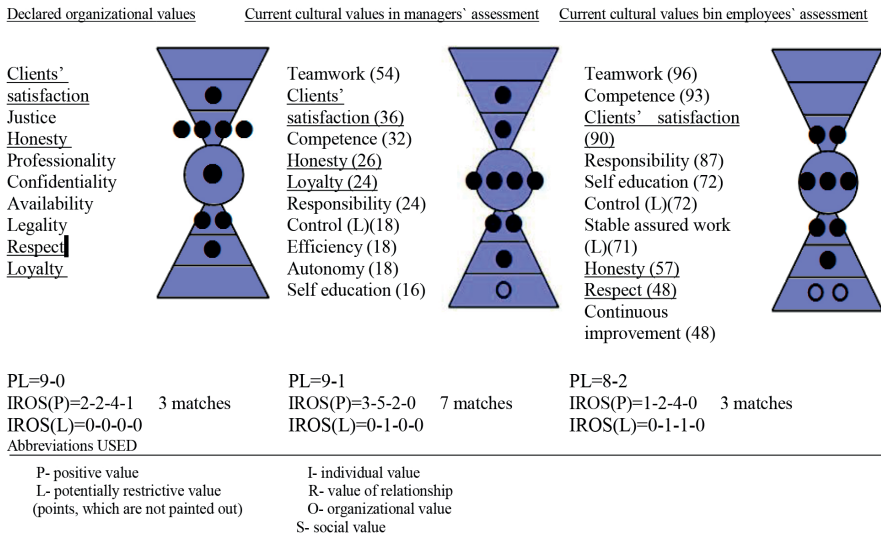 Declared organizational values
Current cultural values in managers` assessment
Current cultural values bin employees` assessment
Clients'
satisfaction
Justice
Honesty
Professionality
Confidentiality
Availability
Legality
Respect
Loyalty
Teamwork (54)
Clients'
satisfaction (36)
Competence (32)
Honesty (26)
Loyalty (24)
Responsibility (24)
Control (L)(18)
Efficiency (18)
Autonomy (18)
Self education (16)
Teamwork (96)
Competence (93)
Clients' satisfaction
(90)
Responsibility (87)
Self education (72)
Control (L)(72)
Stable assured work
(L)(71)
Honesty (57)
Respect (48)
Continuous
improvement (48)
PL=9-0
IROS(P)=2-2-4-1 3 matches
IROS(L)=0-0-0-0
PL=9-1
IROS(P)=3-5-2-0 7 matches
IROS(L)=0-1-0-0
PL=8-2
IROS(P)=1-2-4-0 3 matches
IROS(L)=0-1-1-0
Abbreviations USED
P- positive value
L- potentially restrictive value
(points, which are not painted out)
I- individual value
R- value of relationship
O- organizational value
S- social value